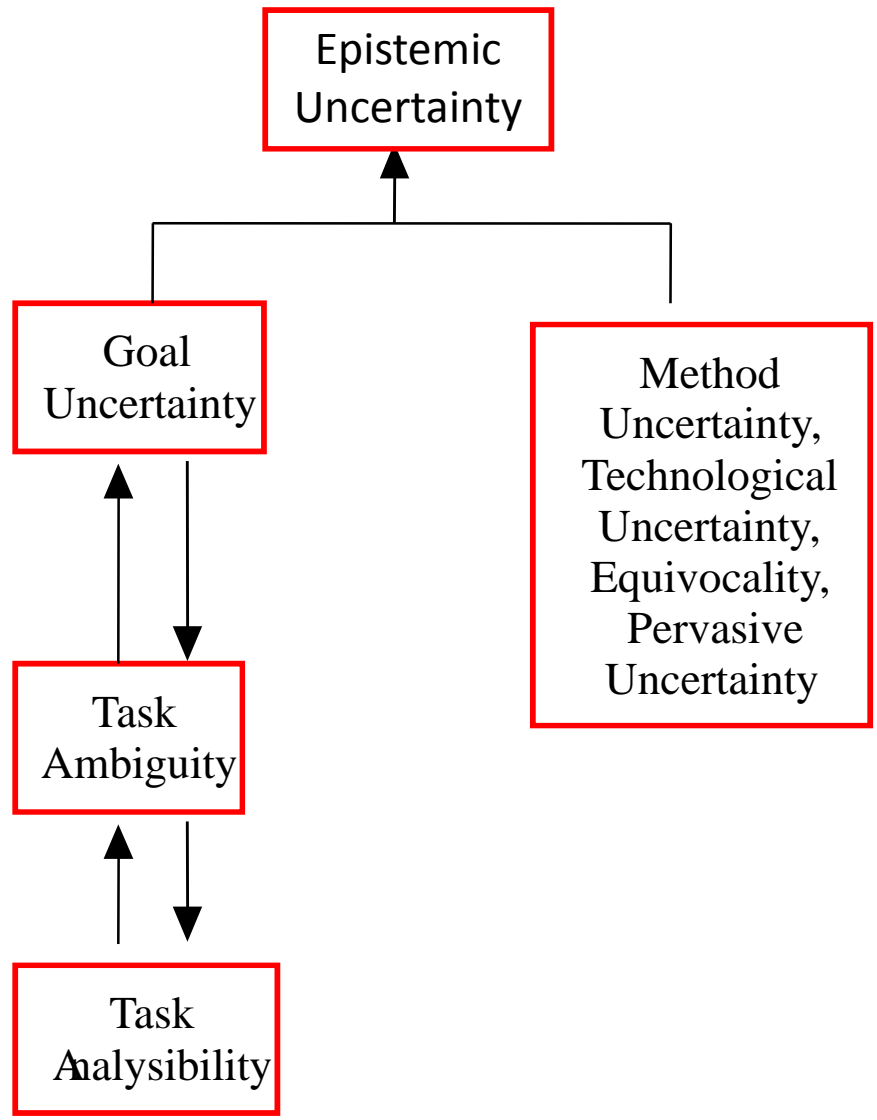 Epistemic
Uncertainty
Goal
Uncertainty
Method
Uncertainty,
Technological
Uncertainty,
Equivocality,
Pervasive
Uncertainty
Task
Ambiguity
Task
Analysibility